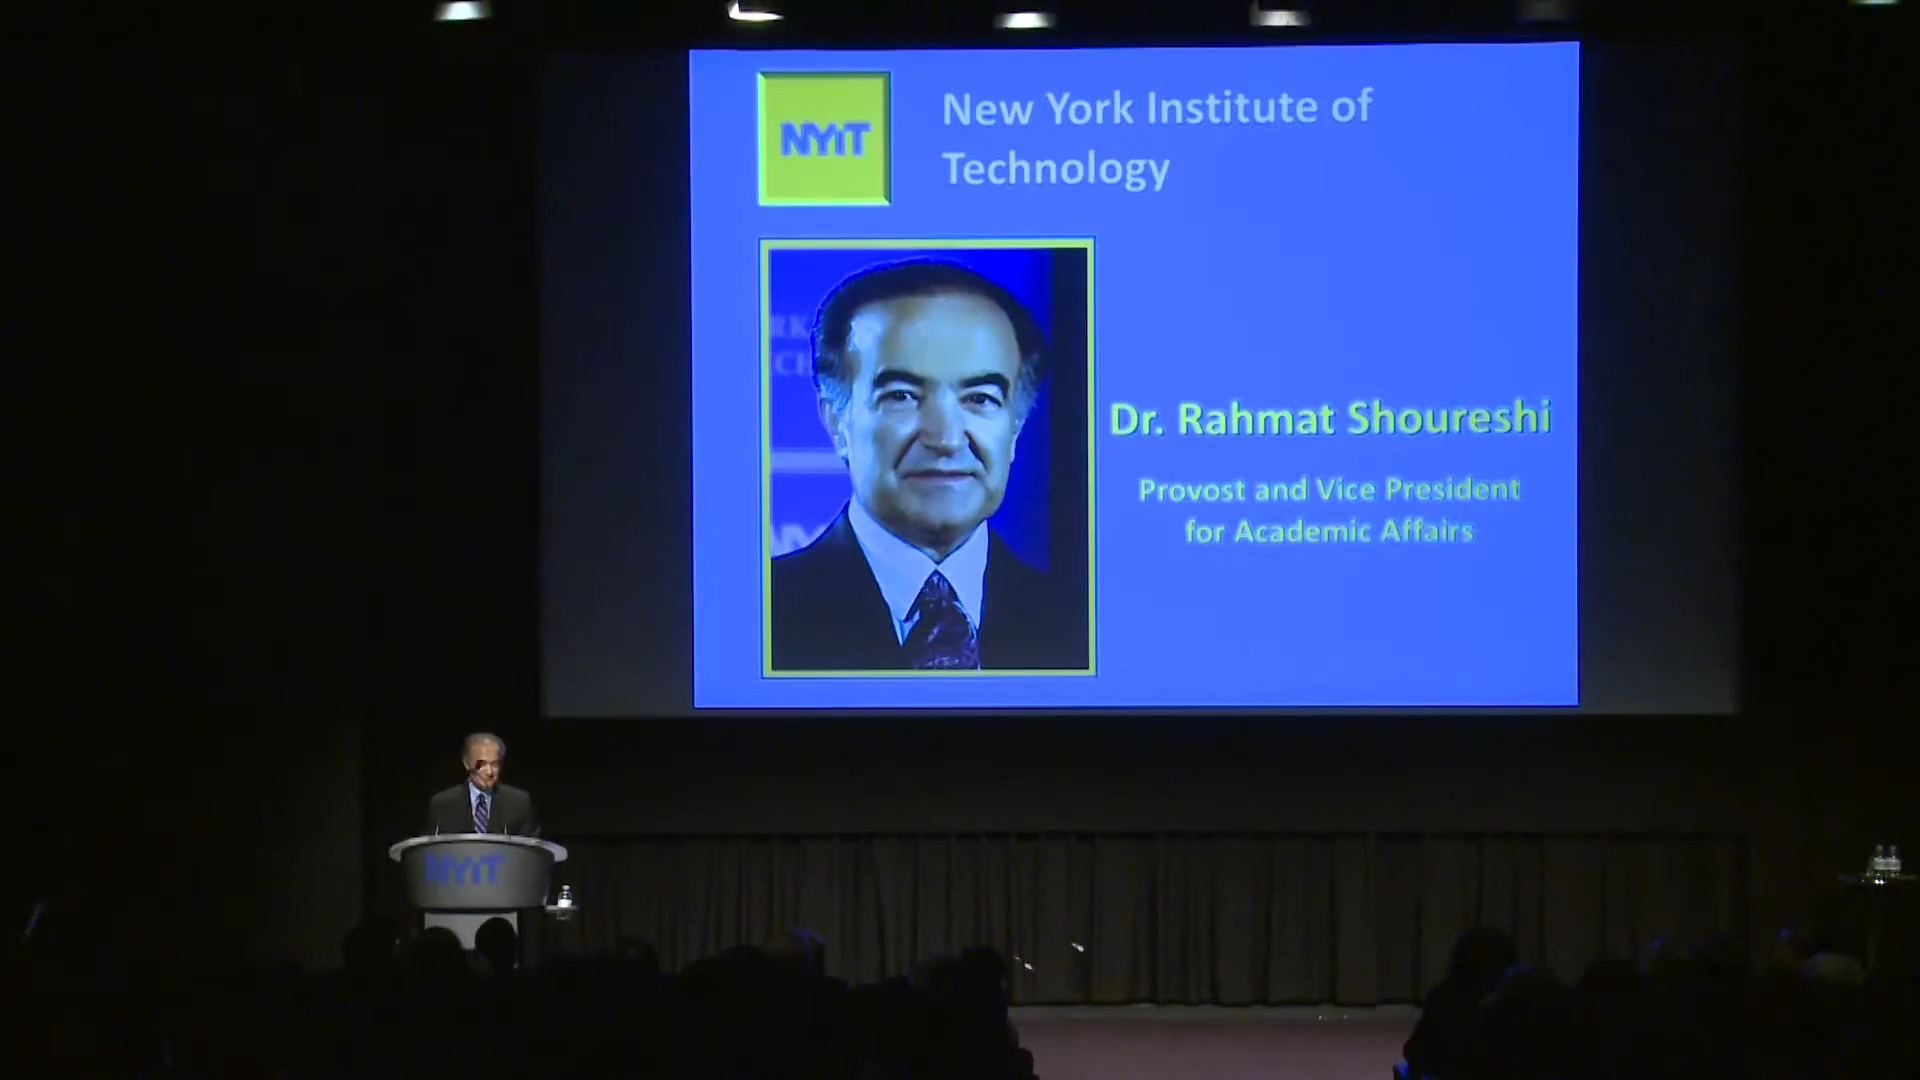 NYiT
New York Institute of
Technology
Dr. Rahmat Shoureshi
Provost and Vice President
for Academic Affairs
NYiT